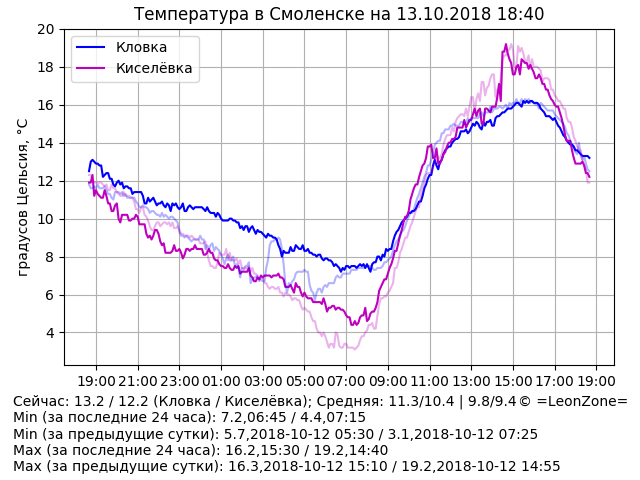 Температура в Смоленске на 13.10.2018 18:40
градусов Цельсия, °C
20
18
16
14
12
10
8
6
4
Кловка
Киселёвка
19:00 21:00 23:00 01:00 03:00 05:00 07:00 09:00 11:00 13:00 15:00 17:00 19:00
Сейчас: 13.2 / 12.2 (Кловка / Киселёвка); Средняя: 11.3/10.4 | 9.8/9.4© =LeonZone=
Min (за последние 24 часа): 7.2,06:45 / 4.4,07:15
Min (за предыдущие сутки): 5.7,2018-10-12 05:30 / 3.1,2018-10-12 07:25
Max (за последние 24 часа): 16.2,15:30 / 19.2,14:40
Max (за предыдущие сутки): 16.3,2018-10-12 15:10 / 19.2,2018-10-12 14:55